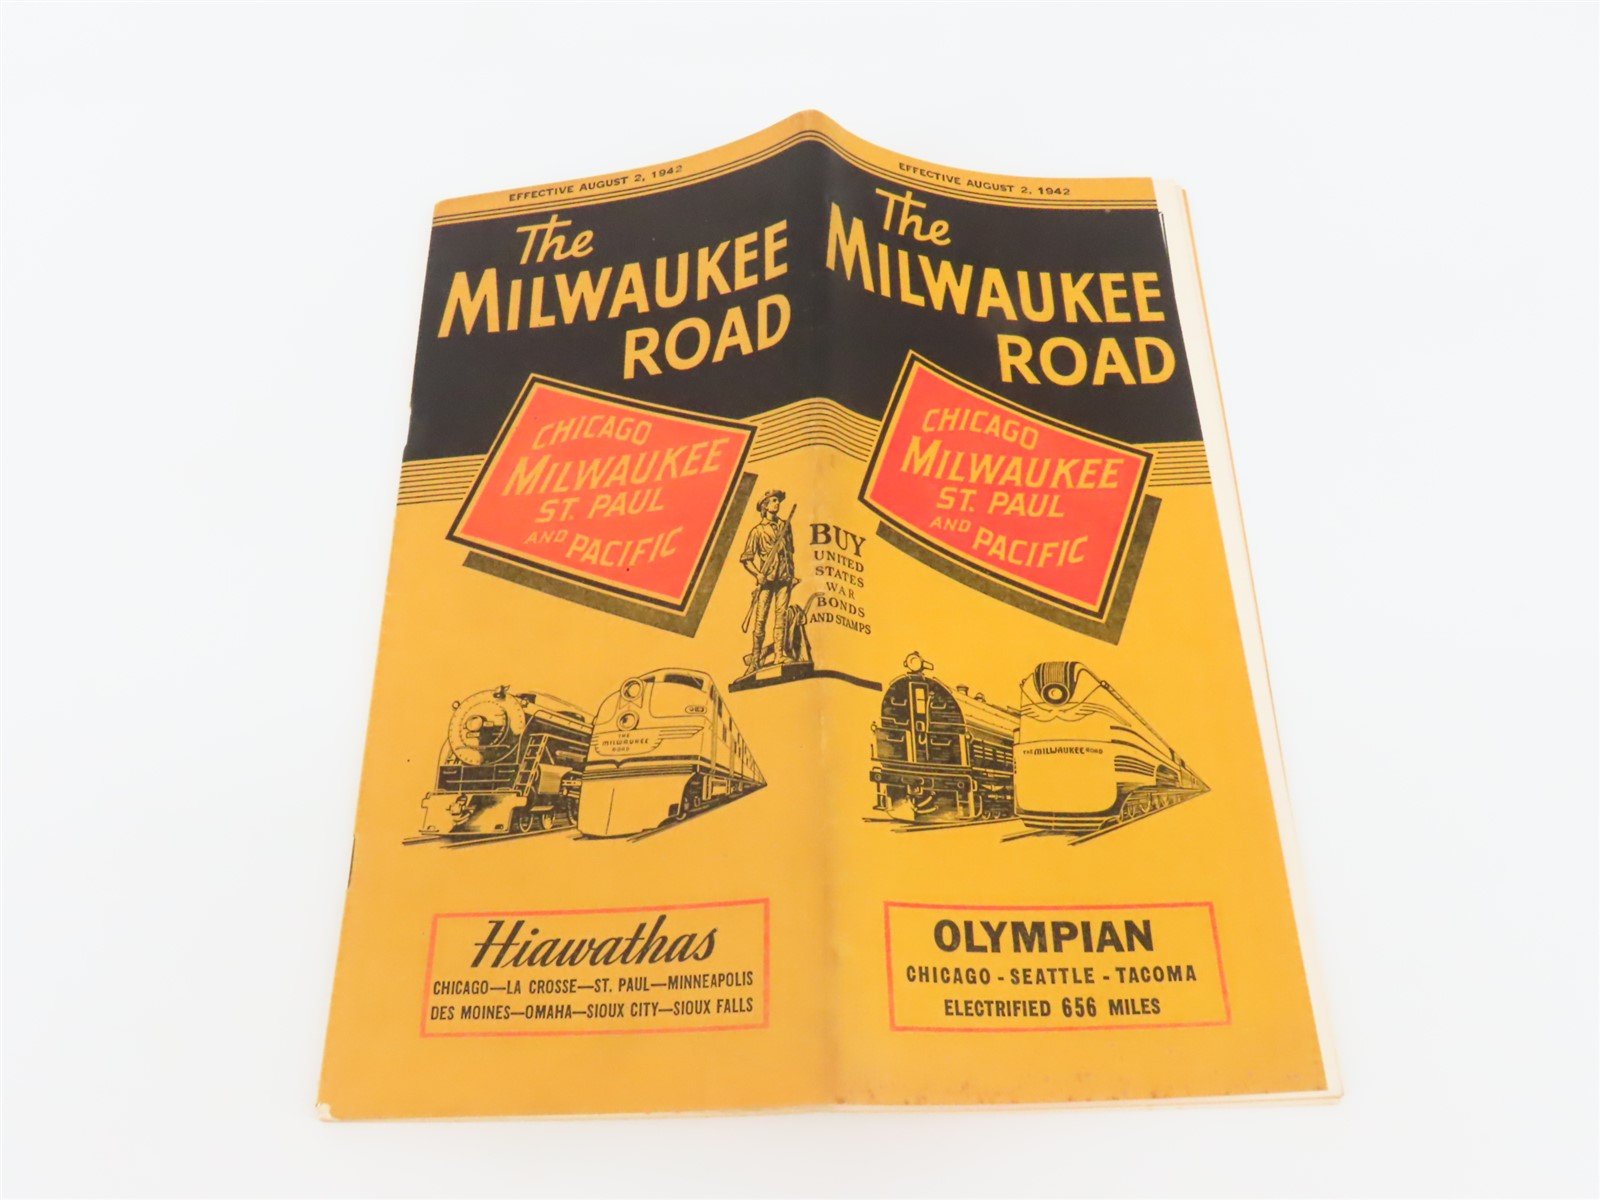 EFFECTIVE AUGUST 2, 1942
The
MILWAUKEE
ROAD
CHICAGO
MILWAUKEE
ST. PAUL
AND PACIFIC
THE
MILWAUKEE
ROAD
Hiawathas
CHICAGO—LA CROSSE—ST. PAUL—MINNEAPOLIS
DES MOINES—OMAHA—SIOUX CITY—SIOUX FALLS
BUY
UNITED
STATES
WAR
BONDS
AND STAMPS
EFFECTIVE AUGUST 2, 1942
The
MILWAUKEE
ROAD
CHICAGO
MILWAUKEE
ST. PAUL
AND PACIFIC
THE MILWAUKEE ROAD
OLYMPIAN
CHICAGO - SEATTLE - TACOMA
ELECTRIFIED 656 MILES